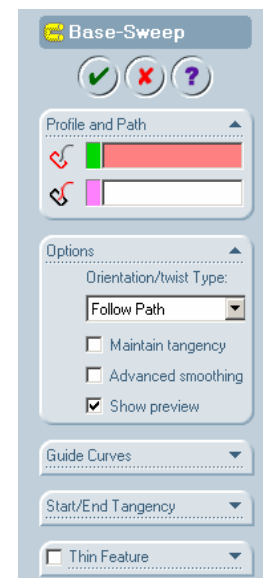 Base-Sweep
?
Profile and Path
Options
Orientation/twist Type:
Follow Path
Maintain tangency
Advanced smoothing
Show preview
Guide Curves
Start/End Tangency
Thin Feature